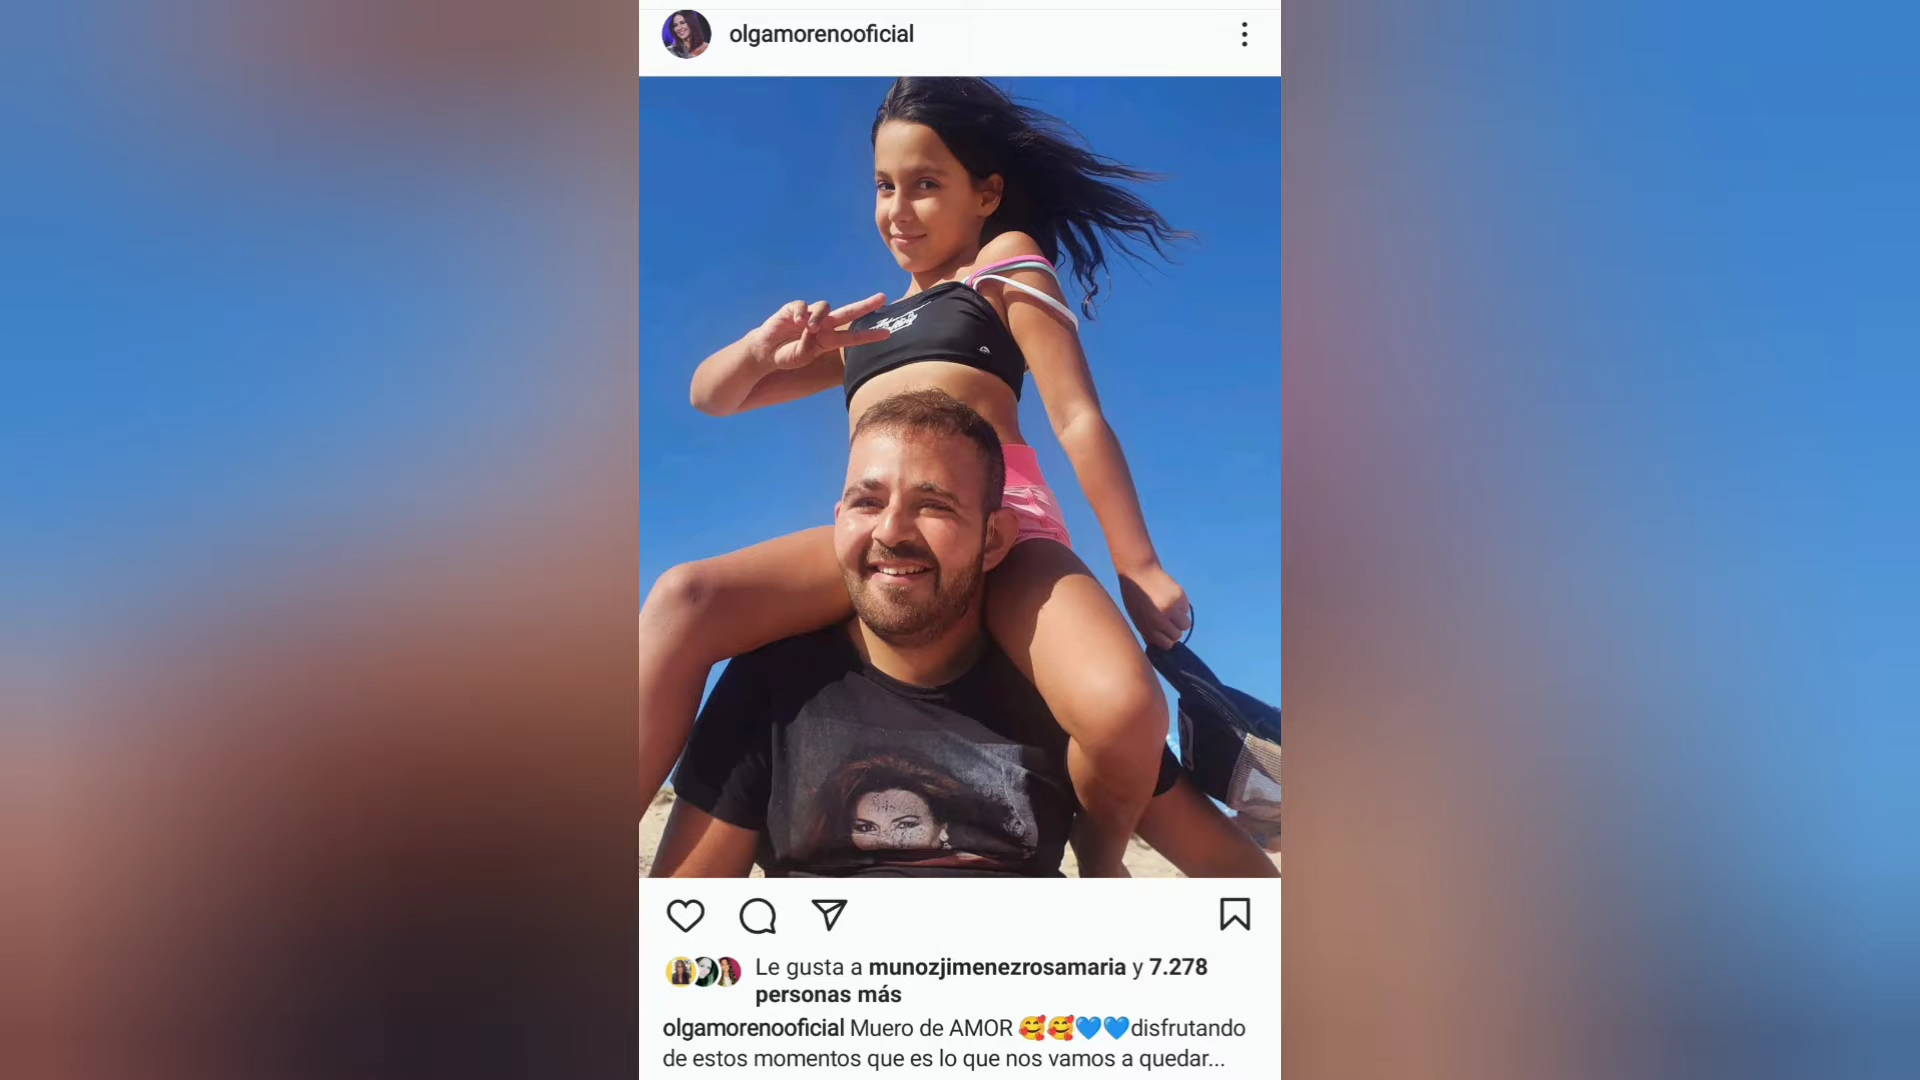 olgamorenooficial
Le gusta a munozjimenezrosamaria y 7.278
personas más
olgamorenooficial Muero de AMOR 🥰🥰💙💙disfrutando
de estos momentos que es lo que nos vamos a quedar...